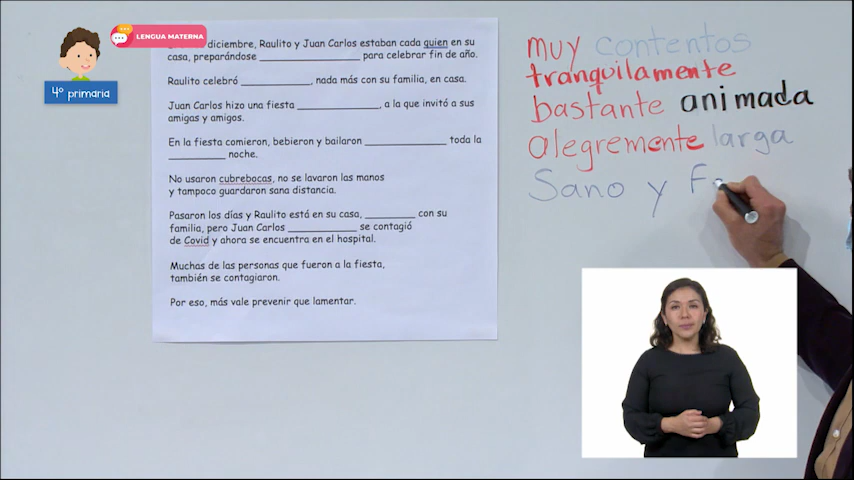 LENGUA MATERNA
4º primaria
diciembre, Raulito y Juan Carlos estaban cada quien en su
casa, preparándose ____________________ para celebrar fin de año.
Raulito celebró ______________, nada más con su familia, en casa.
Juan Carlos hizo una fiesta ________________, a la que invitó a sus
amigas y amigos.
En la fiesta comieron, bebieron y bailaron ________________ toda la
___________ noche.
No usaron cubrebocas, no se lavaron las manos
y tampoco guardaron sana distancia.
Pasaron los días y Raulito está en su casa, __________ con su
familia, pero Juan Carlos ______________ se contagió
de Covid y ahora se encuentra en el hospital.
Muchas de las personas que fueron a la fiesta,
también se contagiaron.
Por eso, más vale prevenir que lamentar.
muy contentos
tranquilamente
bastante animada
alegremente larga
Sano y